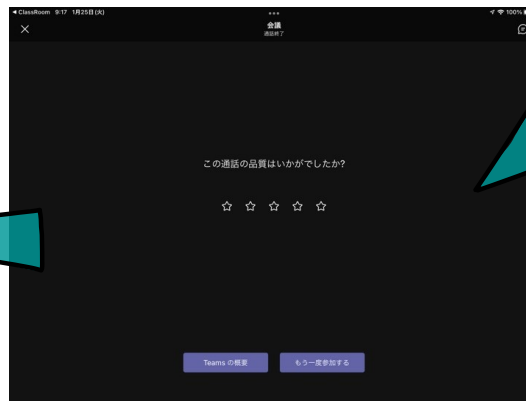 ◀ClassRoom 9:17 1月25日(火)
100%
会議
通話終了
この通話の品質はいかがでしたか?
Teams の概要
もう一度参加する